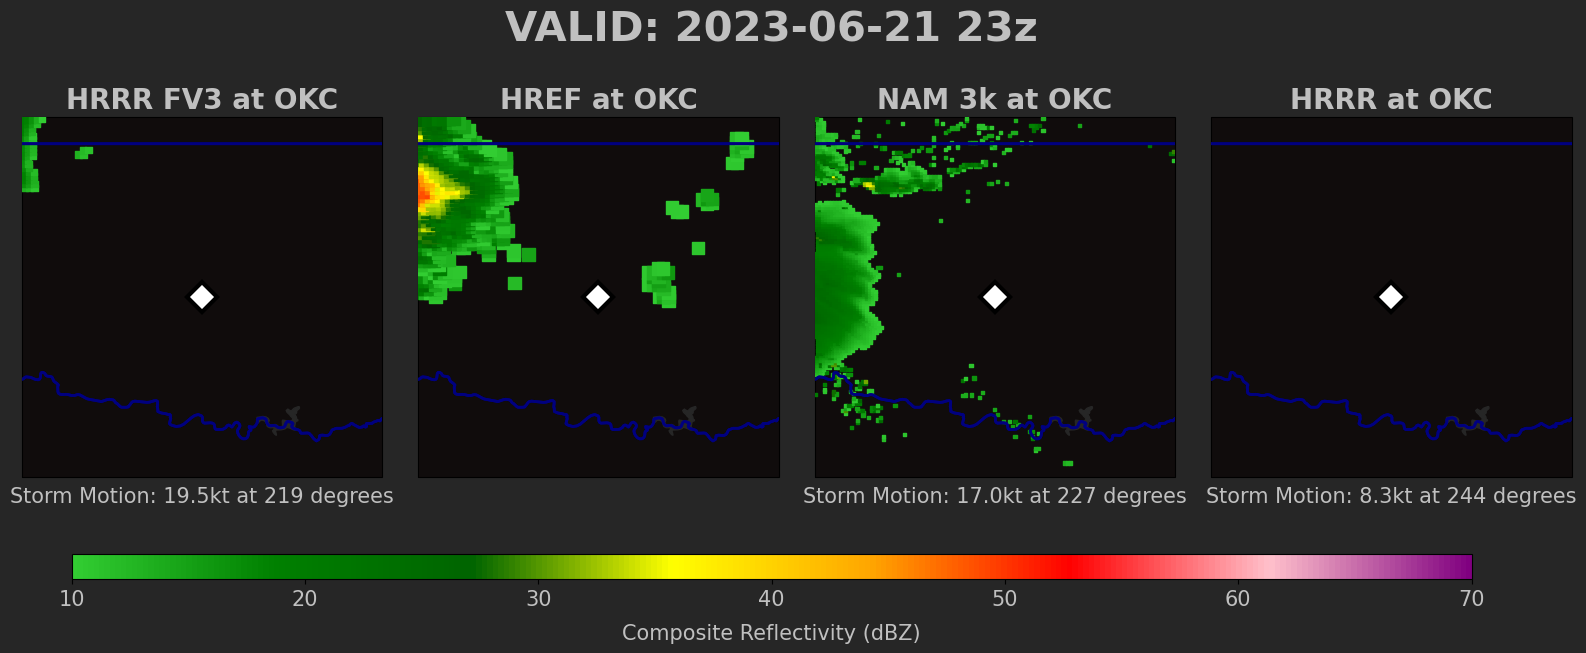 VALID: 2023-06-21 23z
HRRR FV3 at OKC
HREF at OKC
NAM 3k at OKC
HRRR at OKC
Storm Motion: 19.5kt at 219 degrees
Storm Motion: 17.0kt at 227 degrees
Storm Motion: 8.3kt at 244 degrees
10 20 30 40 50 60 70
Composite Reflectivity (dBZ)